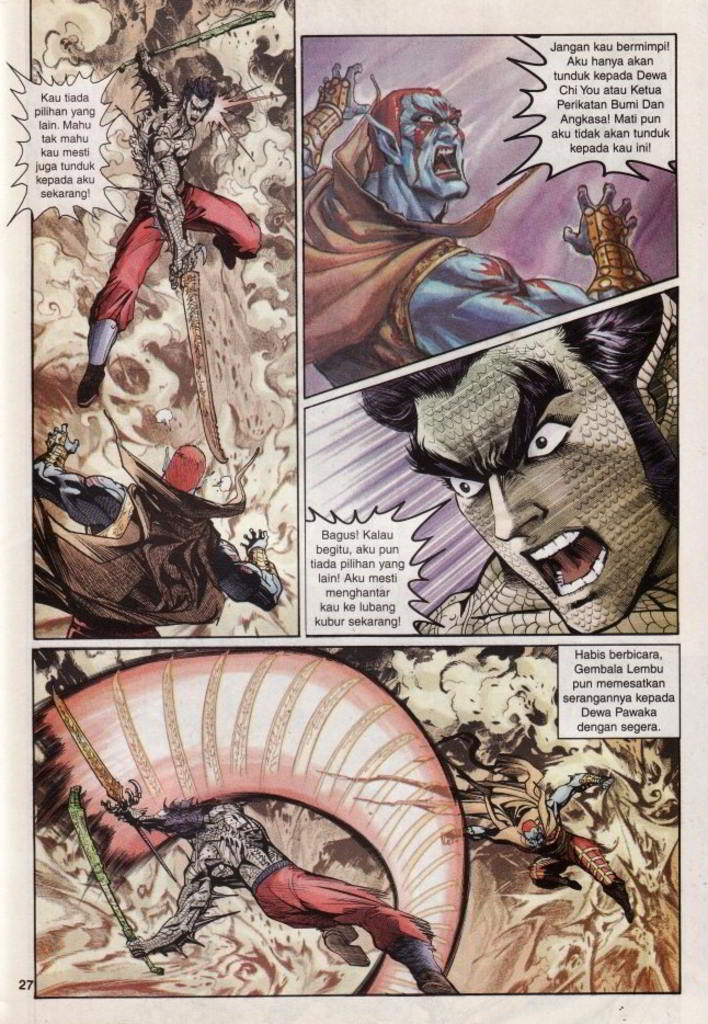 Kau tiada
pilihan yang
lain. Mahu
tak mahu
kau mesti
juga tunduk
kepada aku
sekarang!
Jangan kau bermimpi!
Aku hanya akan
tunduk kepada Dewa
Chi You atau Ketua
Perikatan Bumi Dan
Angkasa! Mati pun
aku tidak akan tunduk
kepada kau ini!
Bagus! Kalau
begitu, aku pun
tiada pilihan yang
lain! Aku mesti
menghantar
kau ke lubang
kubur sekarang!
Habis berbicara,
Gembala Lembu
pun memesatkan
serangannya kepada
Dewa Pawaka
dengan segera.
27